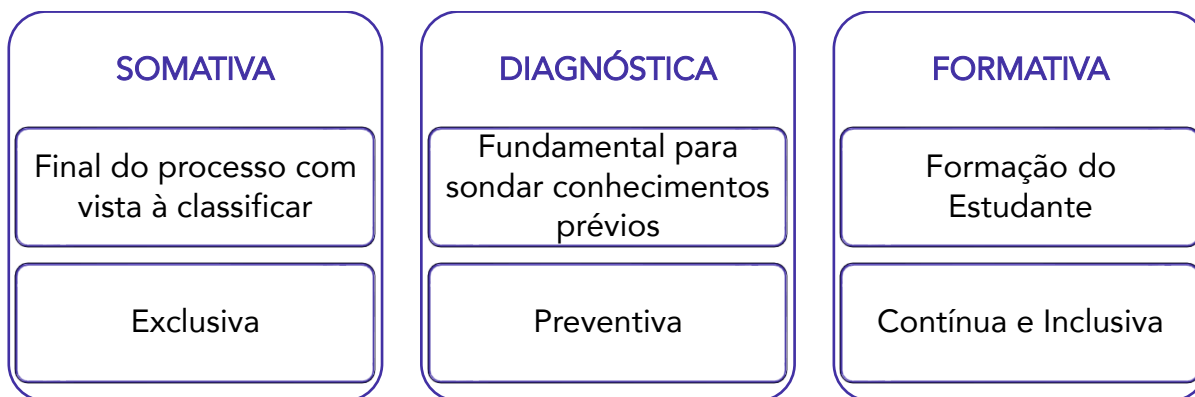 SOMATIVA
Final do processo com
vista à classificar
Exclusiva
DIAGNÓSTICA
Fundamental para
sondar conhecimentos
prévios
Preventiva
FORMATIVA
Formação do
Estudante
Contínua e Inclusiva